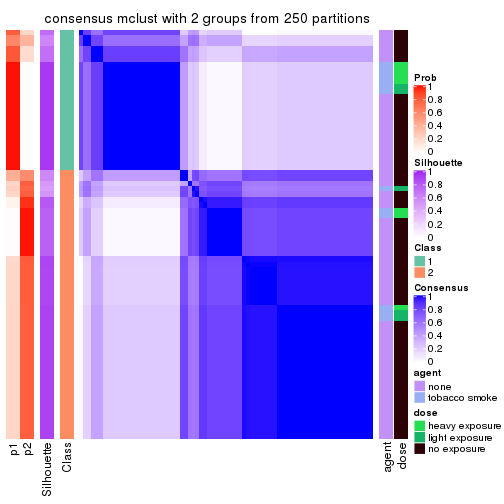 consensus mclust with 2 groups from 250 partitions
Prob
1
0.8
0.6
0.4
0.2
0
Silhouette
1
0.8
0.6
0.4
0.2
0
Class
1
2
Consensus
1
0.8
0.6
0.4
0.2
0
agent
none
tobacco smoke
dose
heavy exposure
light exposure
no exposure
p1
p2
Silhouette
Class
agent
dose